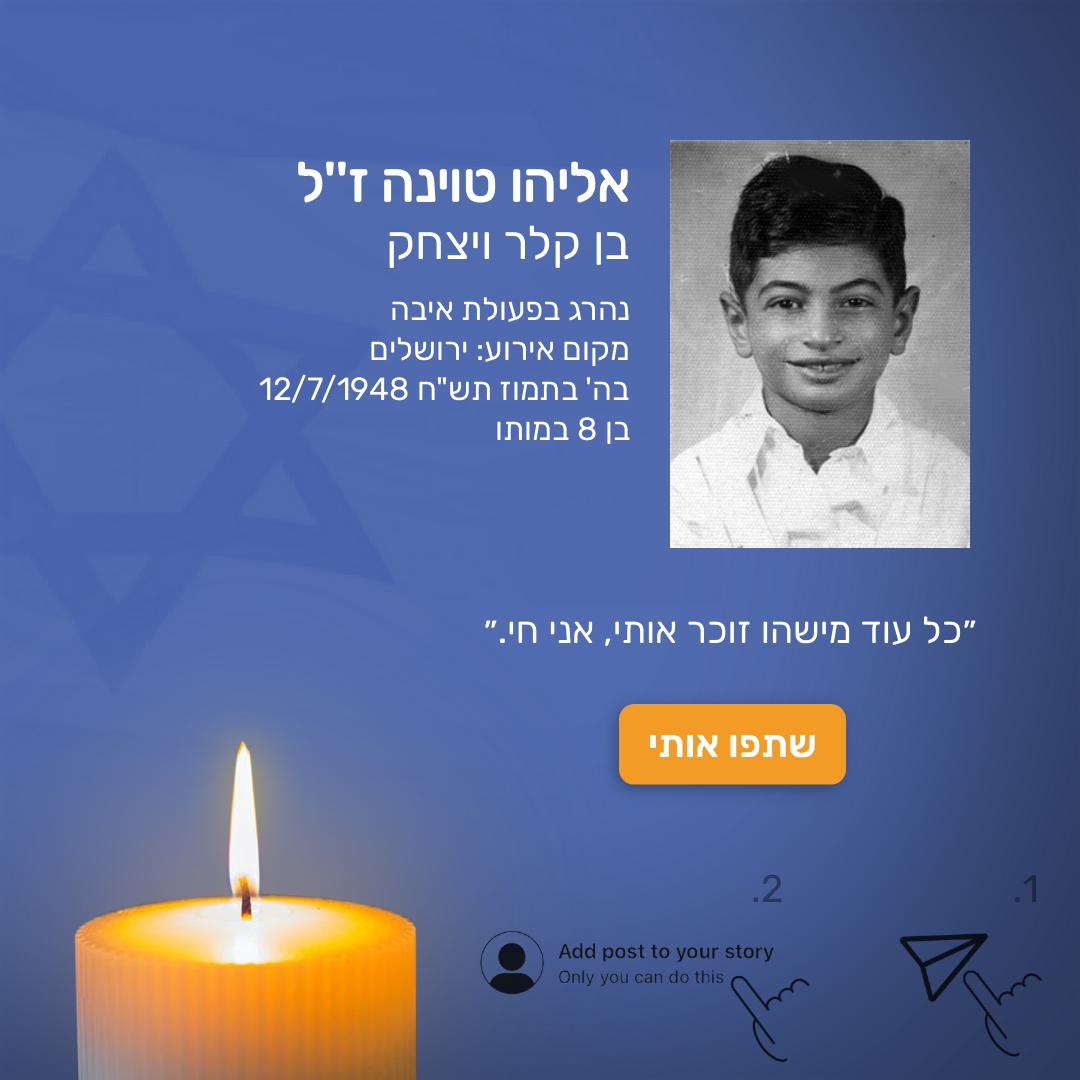 אליהו טוינה ז"ל
בן קלר ויצחק
נהרג בפעולת איבה
מקום אירוע: ירושלים
בה' בתמוז תש"ח 12/7/1948
בן 8 במותו
״כל עוד מישהו זוכר אותי, אני חי.״
שתפו אותי
1.
2.
Add post to your story
Only you can do this